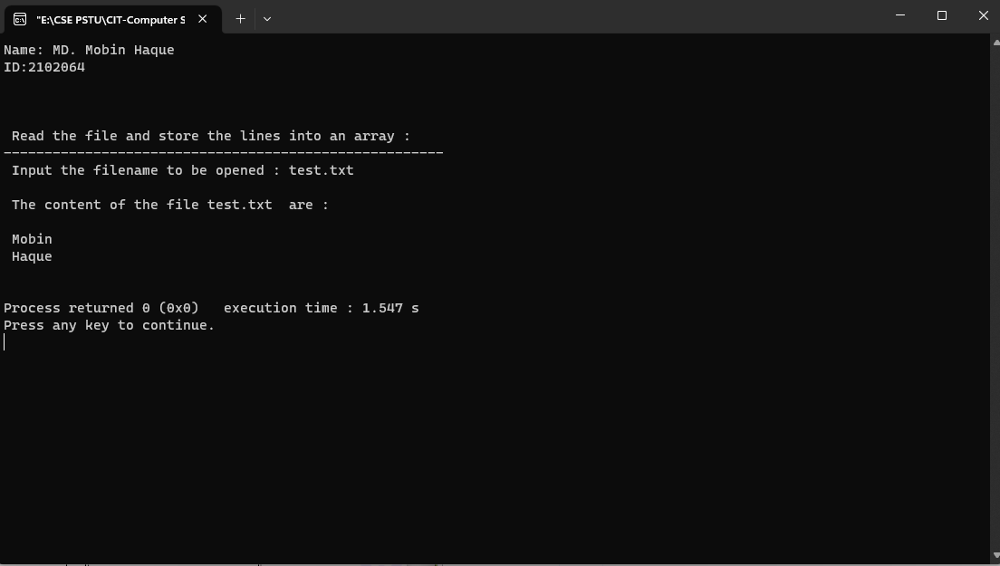 "E:\CSE PSTU\CIT-Computer S
Name: MD. Mobin Haque
ID:2102064
Read the file and store the lines into an array :
------------------------------------------------------
Input the filename to be opened : test.txt
The content of the file test.txt  are :
Mobin
Haque
Process returned 0 (0x0)   execution time : 1.547 s
Press any key to continue.